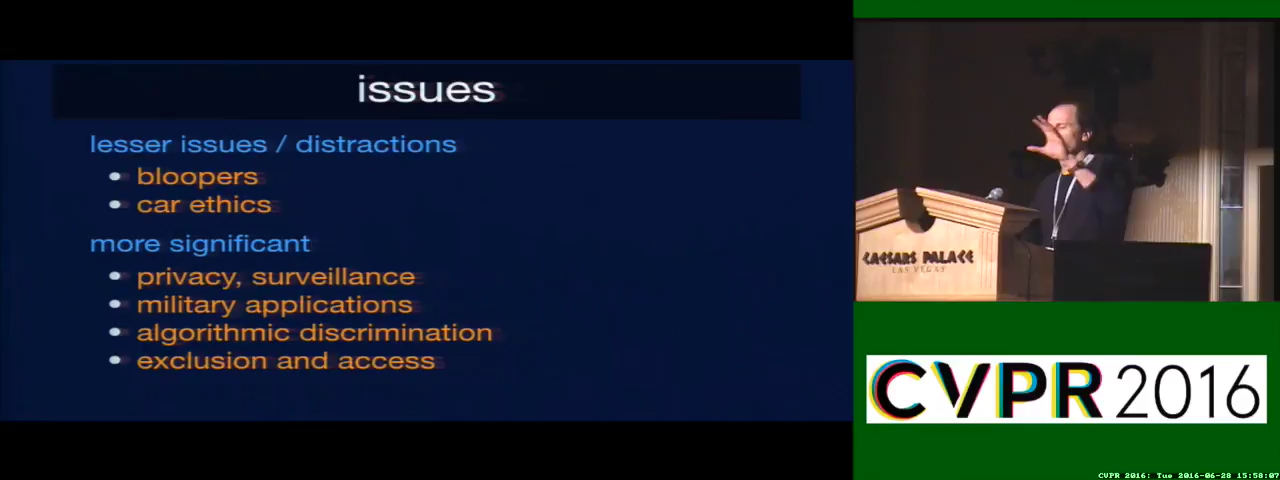 issues
lesser issues / distractions
• bloopers
• car ethics
more significant
• privacy, surveillance
• military applications
• algorithmic discrimination
• exclusion and access
CAESARS PALACE
LAS VEGAS
CVPR 2016
CVPR 2016: Tue 2016-06-28 15:58:07